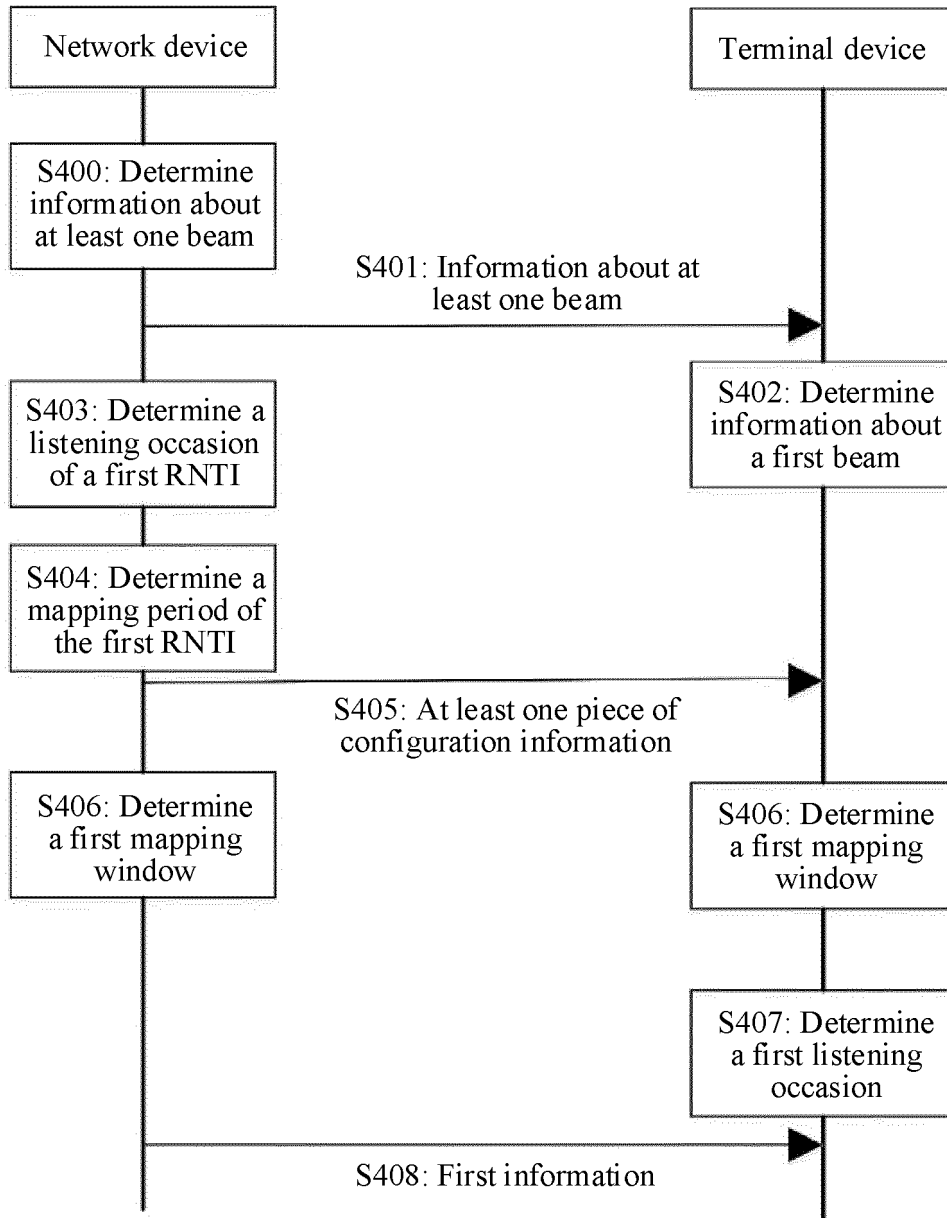 Network device
Terminal device
S400: Determine
information about
at least one beam
S401: Information about at
least one beam
S403: Determine a
listening occasion
of a first RNTI
S402: Determine
information about
a first beam
S404: Determine a
mapping period of
the first RNTI
S405: At least one piece of
configuration information
S406: Determine
a first mapping
window
S406: Determine
a first mapping
window
S407: Determine
a first listening
occasion
S408: First information